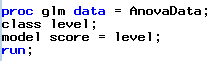 proc glm data = AnovaData;
class level;
model score = level;
run;